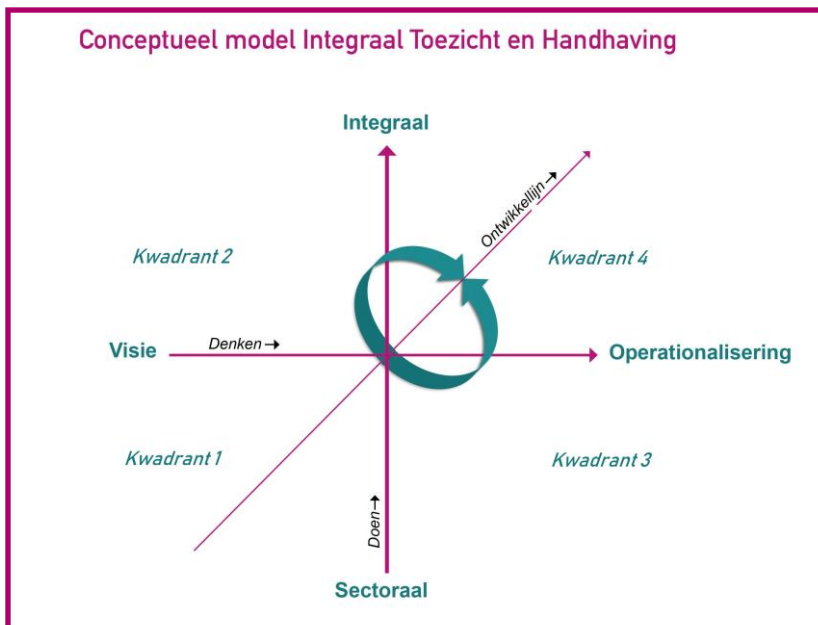 Conceptueel model Integraal Toezicht en Handhaving
Integraal
Ontwikkellijn→
Kwadrant 2
Kwadrant 4
Visie
Denken→
Operationalisering
Kwadrant 1
Kwadrant 3
Doen→
Sectoraal